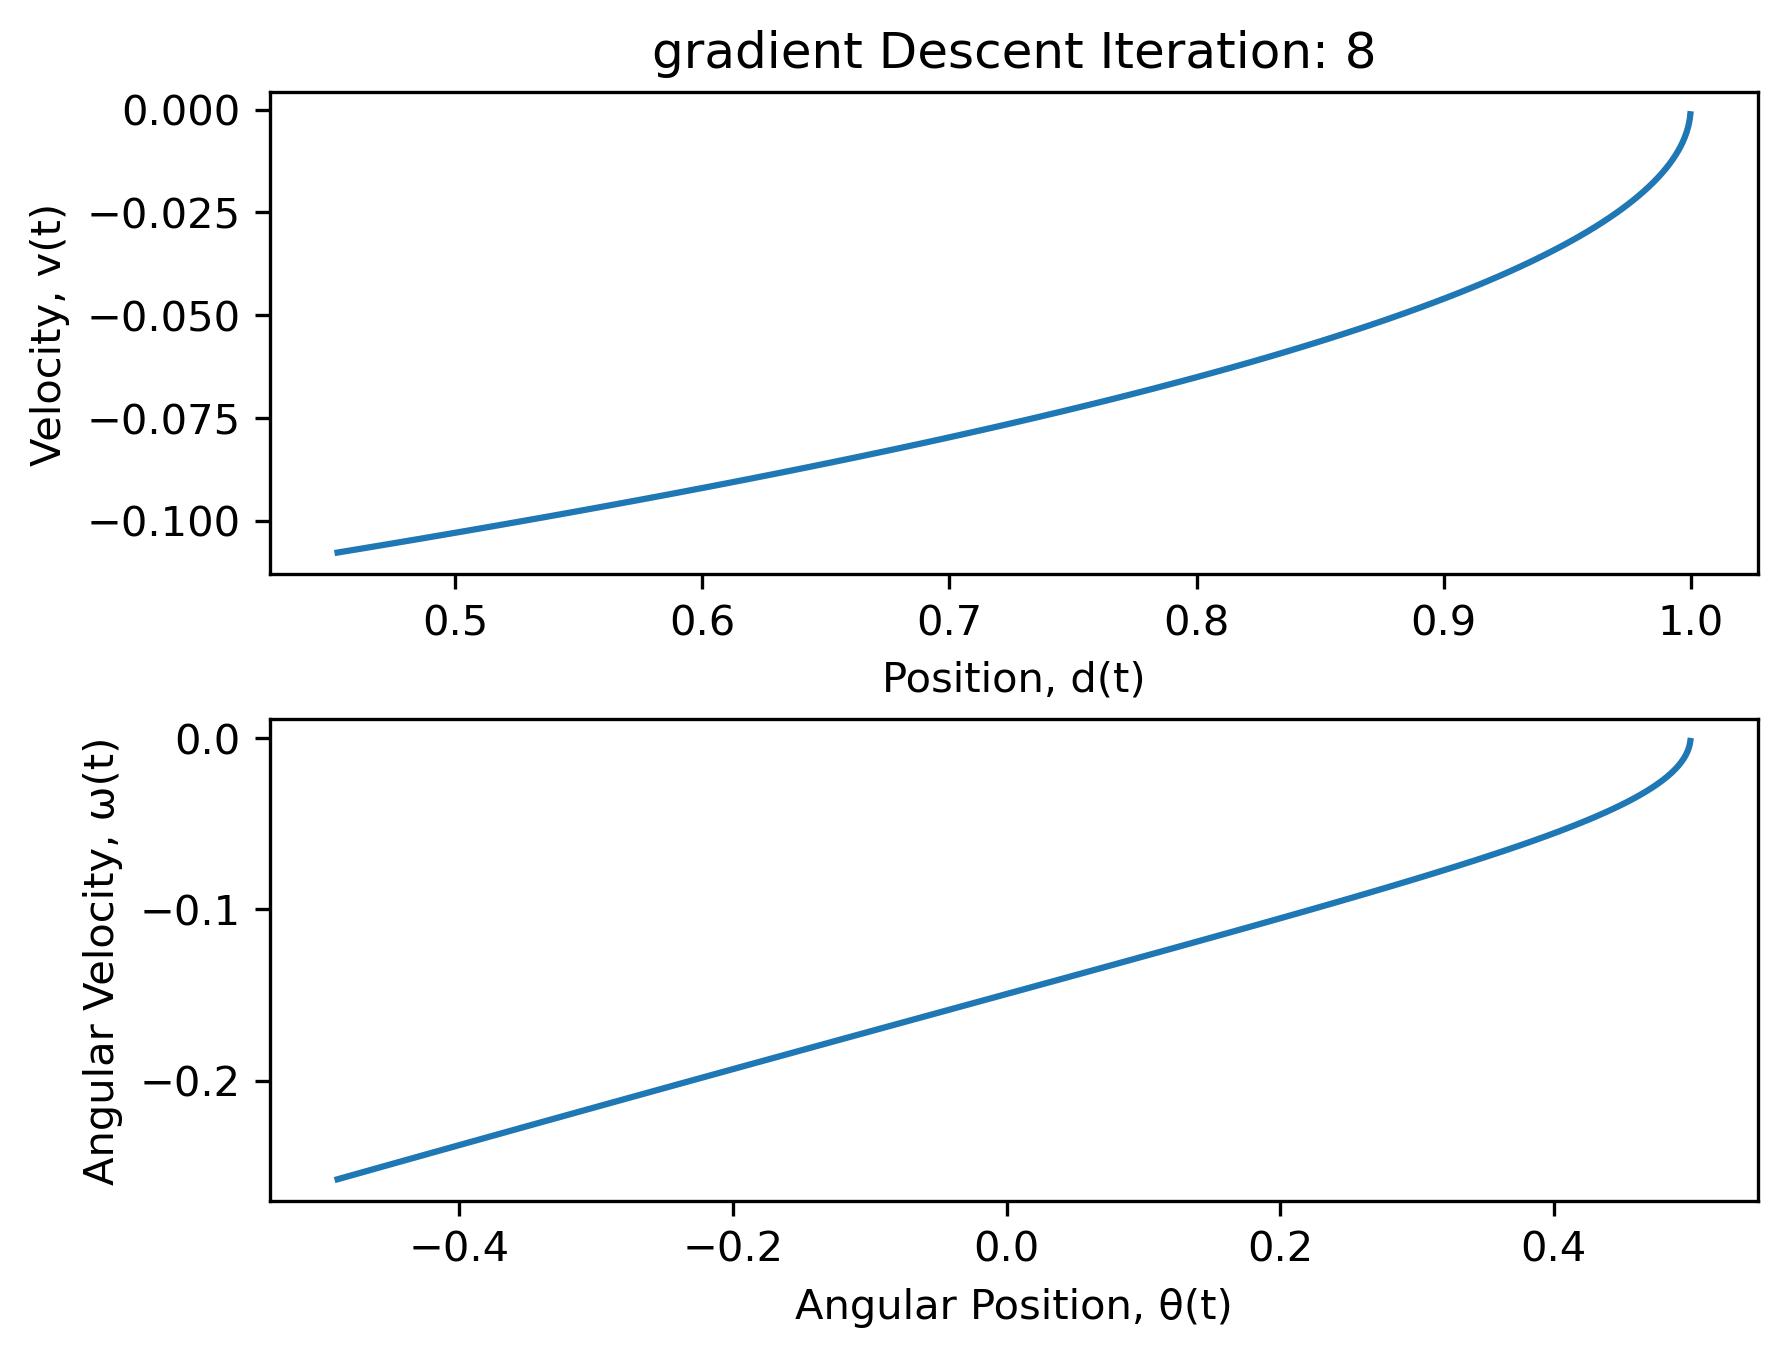 gradient Descent Iteration: 8
Velocity, v(t)
0.000
−0.025
−0.050
−0.075
−0.100
0.5 0.6 0.7 0.8 0.9 1.0
Position, d(t)
Angular Velocity, ω(t)
0.0
−0.1
−0.2
−0.4 −0.2 0.0 0.2 0.4
Angular Position, θ(t)